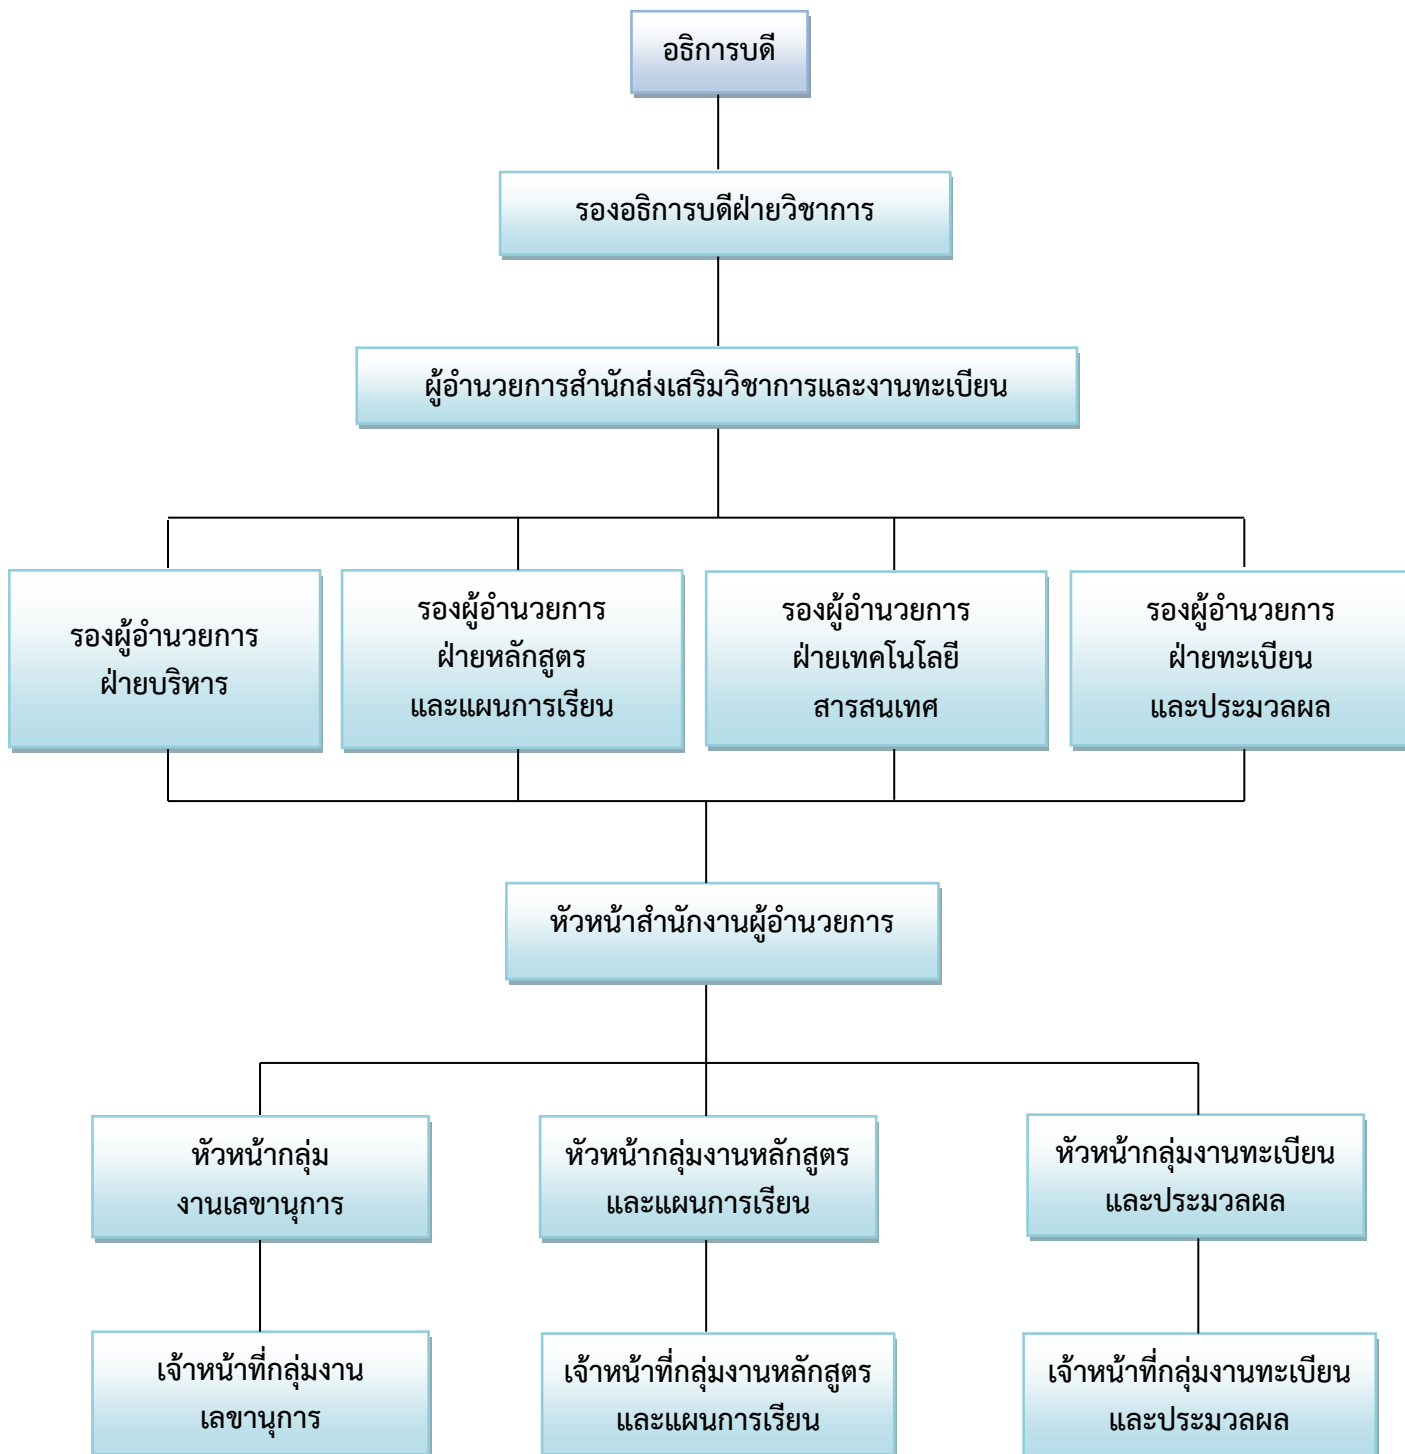 อธิการบดี
รองอธิการบดีฝ่ายวิชาการ
ผู้อำนวยการสำนักส่งเสริมวิชาการและงานทะเบียน
รองผู้อำนวยการ
ฝ่ายบริหาร
รองผู้อำนวยการ
ฝ่ายหลักสูตร
และแผนการเรียน
รองผู้อำนวยการ
ฝ่ายเทคโนโลยี
สารสนเทศ
รองผู้อำนวยการ
ฝ่ายทะเบียน
และประมวลผล
หัวหน้าสำนักงานผู้อำนวยการ
หัวหน้ากลุ่ม
งานเลขานุการ
หัวหน้ากลุ่มงานหลักสูตร
และแผนการเรียน
หัวหน้ากลุ่มงานทะเบียน
และประมวลผล
เจ้าหน้าที่กลุ่มงาน
เลขานุการ
เจ้าหน้าที่กลุ่มงานหลักสูตร
และแผนการเรียน
เจ้าหน้าที่กลุ่มงานทะเบียน
และประมวลผล